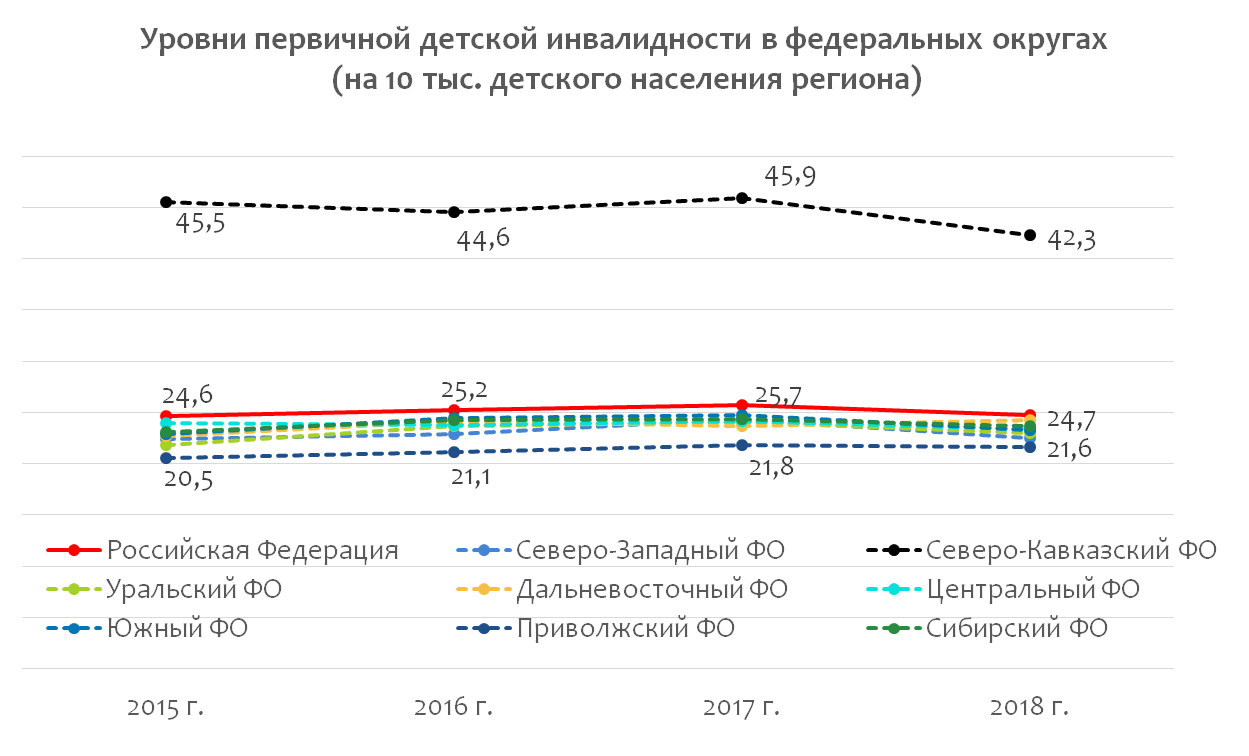 Уровни первичной детской инвалидности в федеральных округах
(на 10 тыс. детского населения региона)
45,5
44,6
45,9
42,3
24,6
25,2
25,7
24,7
20,5
21,1
21,8
21,6
Российская Федерация
Северо-Западный ФО
Северо-Кавказский ФО
Уральский ФО
Дальневосточный ФО
Центральный ФО
Южный ФО
Приволжский ФО
Сибирский ФО
2015 г.
2016 г.
2017 г.
2018 г.